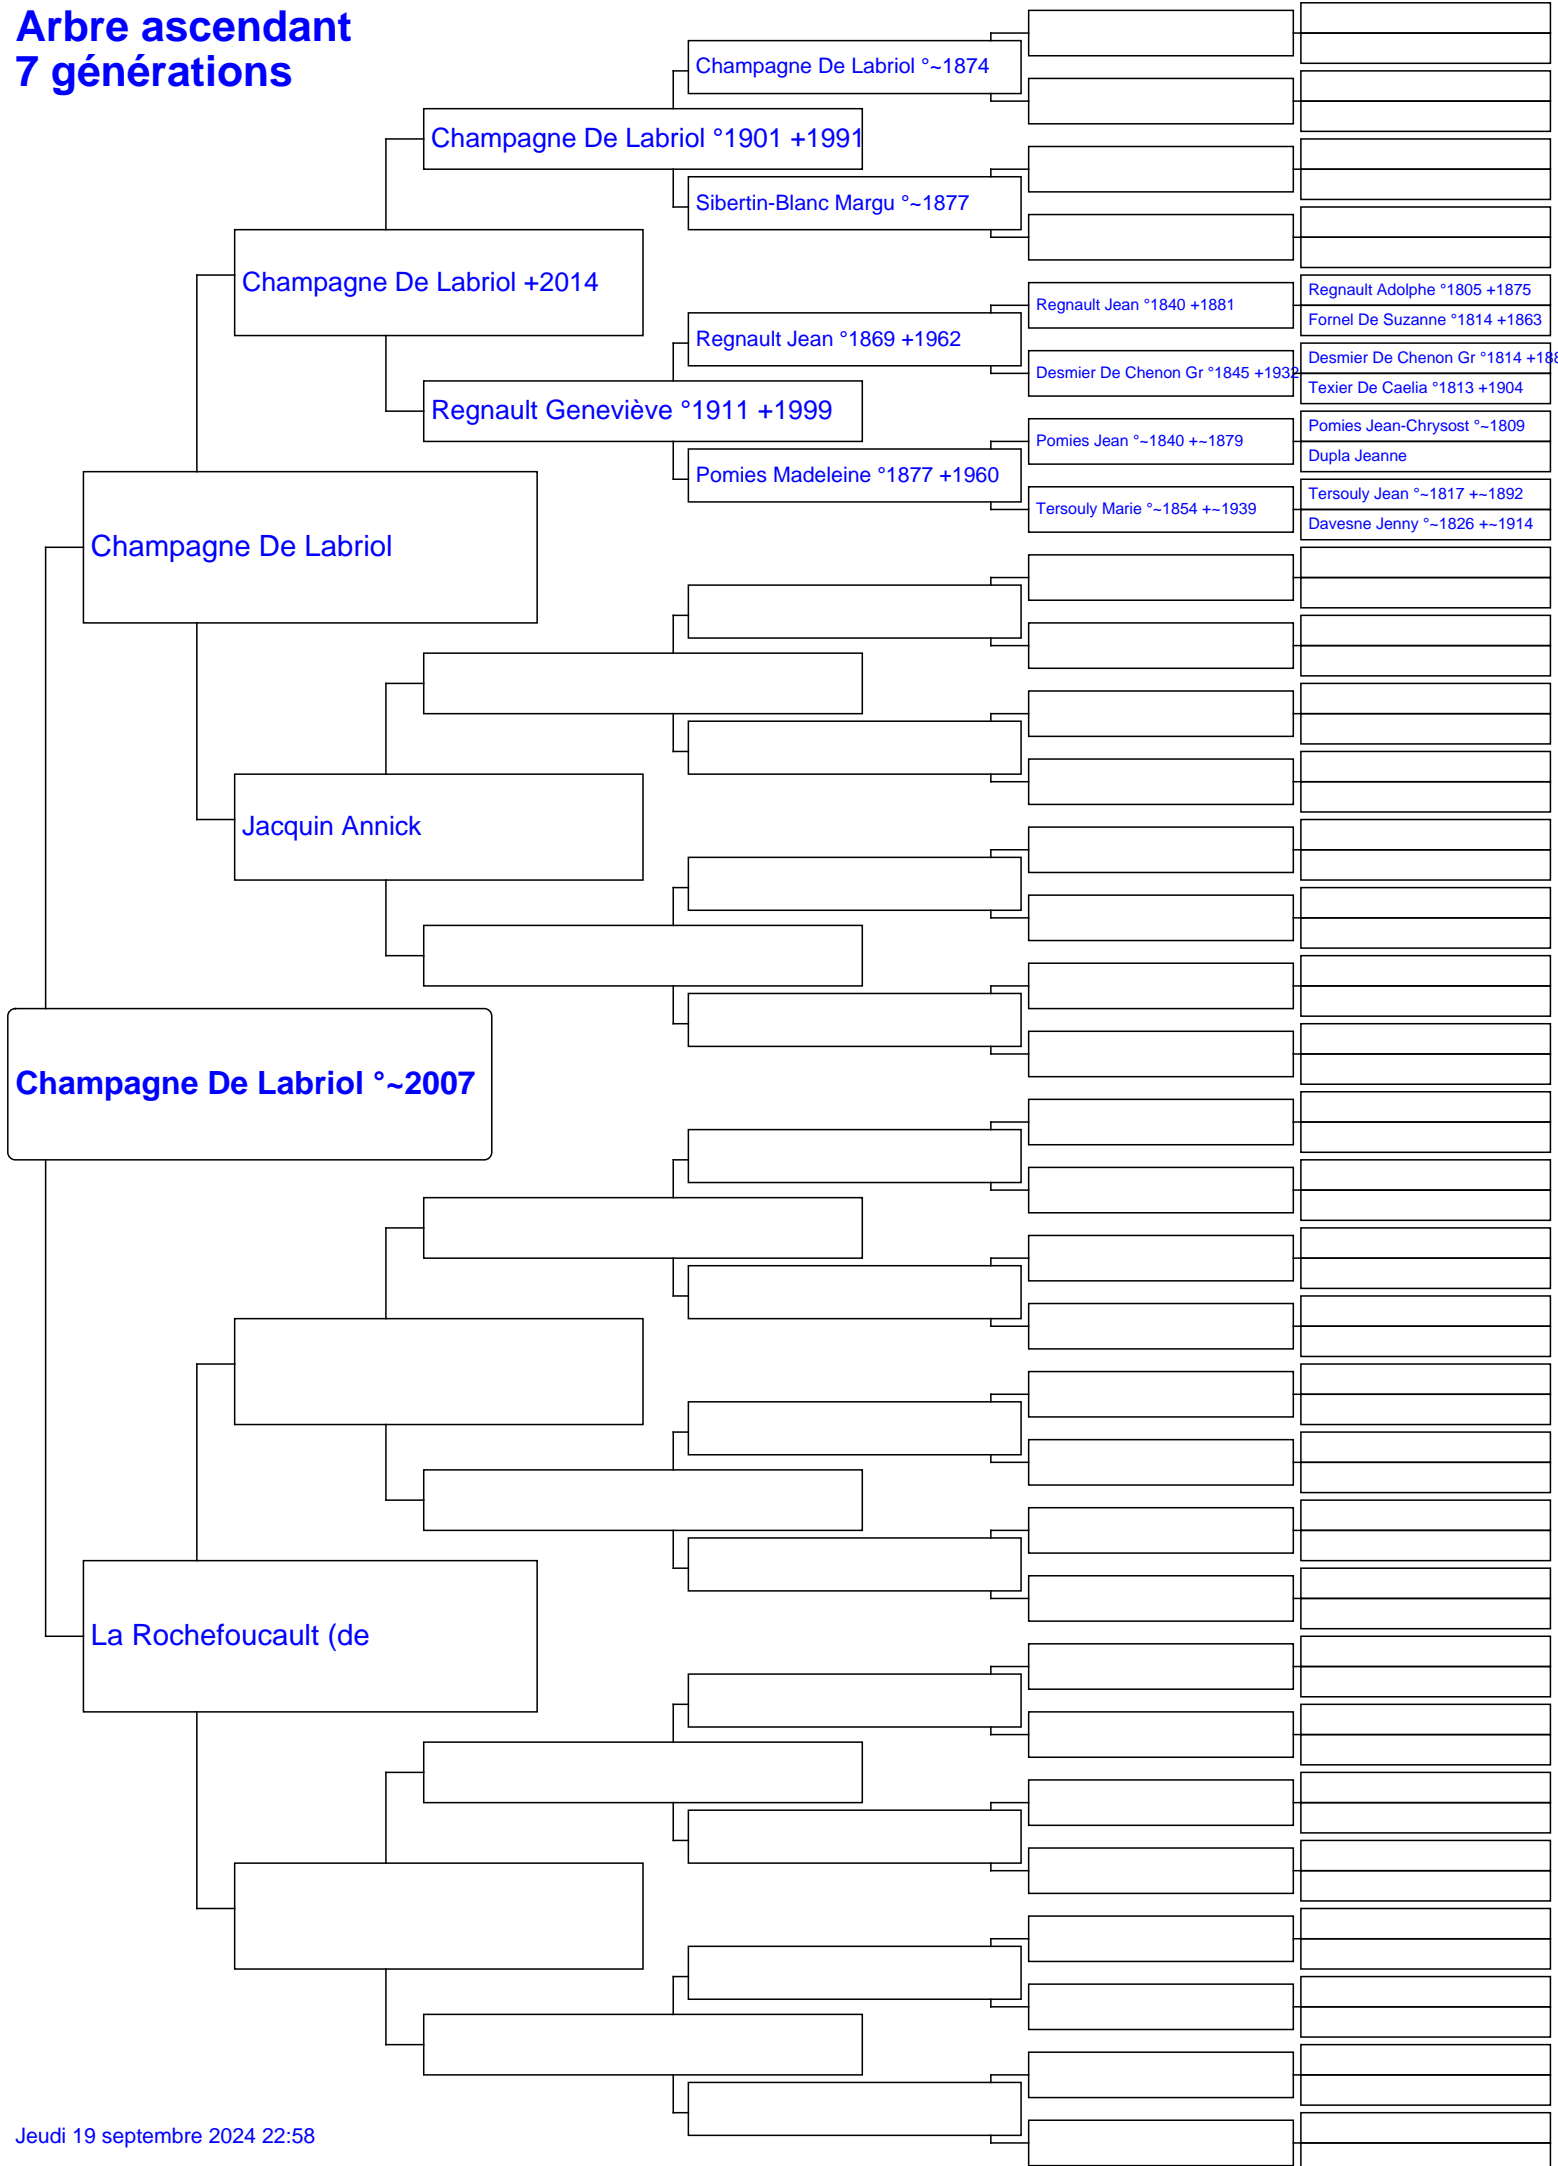 Arbre ascendant
7 générations
Champagne De Labriol °~1874
Champagne De Labriol °1901 +1991
Sibertin-Blanc Margu °~1877
Champagne De Labriol +2014
Regnault Adolphe °1805 +1875
Regnault Jean °1840 +1881
Fornel De Suzanne °1814 +1863
Regnault Jean °1869 +1962
Desmier De Chenon Gr °1814 +188
Desmier De Chenon Gr °1845 +1932
Texier De Caelia °1813 +1904
Regnault Geneviève °1911 +1999
Pomies Jean-Chrysost °~1809
Pomies Jean °~1840 +~1879
Dupla Jeanne
Pomies Madeleine °1877 +1960
Tersouly Jean °~1817 +~1892
Tersouly Marie °~1854 +~1939
Davesne Jenny °~1826 +~1914
Champagne De Labriol
Jacquin Annick
Champagne De Labriol °~2007
La Rochefoucault (de
Jeudi 19 septembre 2024 22:58